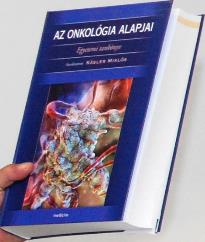 AZ ONKOLÓGIA ALAPJAI
Egyetemi tankönyv
Szerkesztette KÁSLER MIKLÓS
medicina